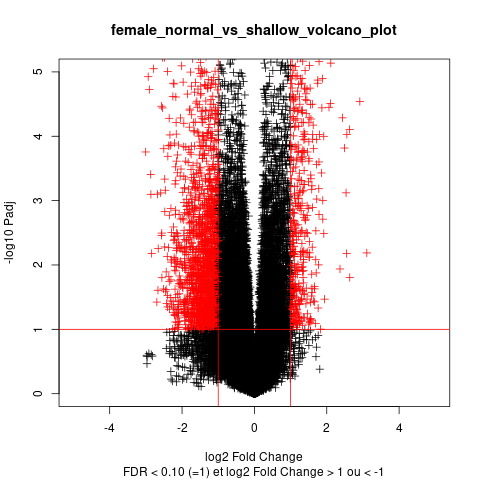 female_normal_vs_shallow_volcano_plot
-log10 Padj
5
4
3
2
1
0
-4 -2 0 2 4
log2 Fold Change
FDR < 0.10 (=1) et log2 Fold Change > 1 ou < -1